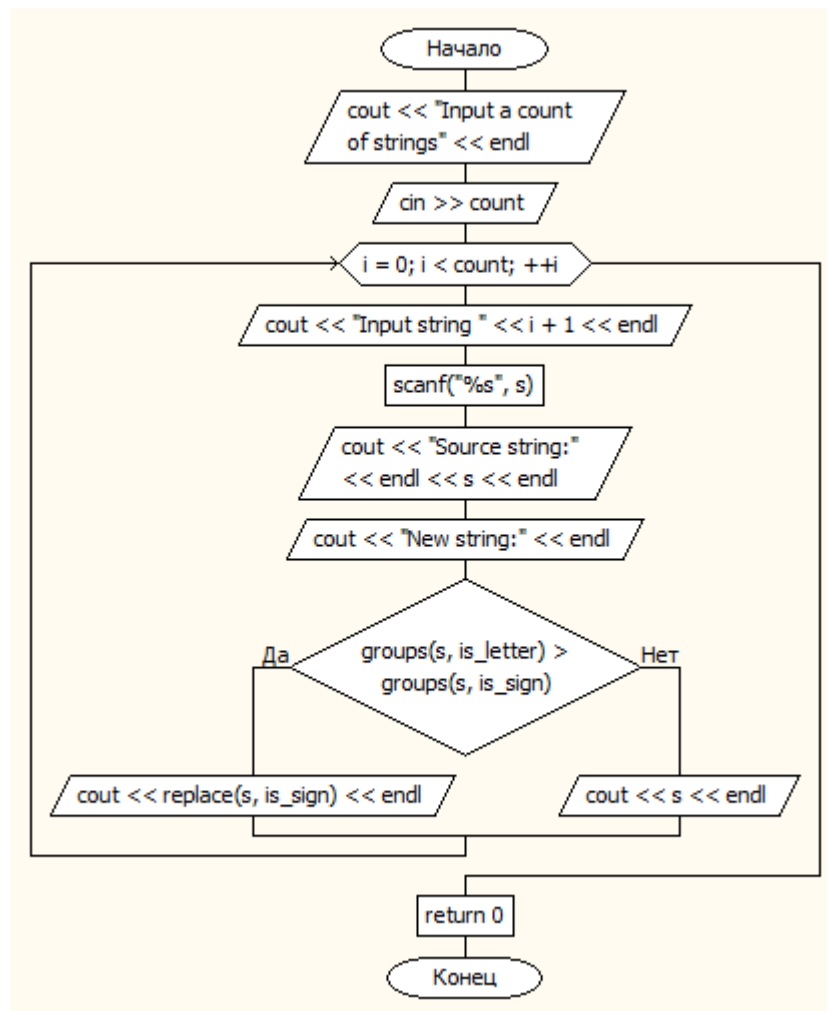 Начало
cout << "Input a count
of strings" << endl
cin >> count
i = 0; i < count; ++i
cout << "Input string " << i + 1 << endl
scanf("%s", s)
cout << "Source string:"
<< endl << s << endl
cout << "New string:" << endl
groups(s, is_letter) >
groups(s, is_sign)
Да
Нет
cout << replace(s, is_sign) << endl
cout << s << endl
return 0
Конец